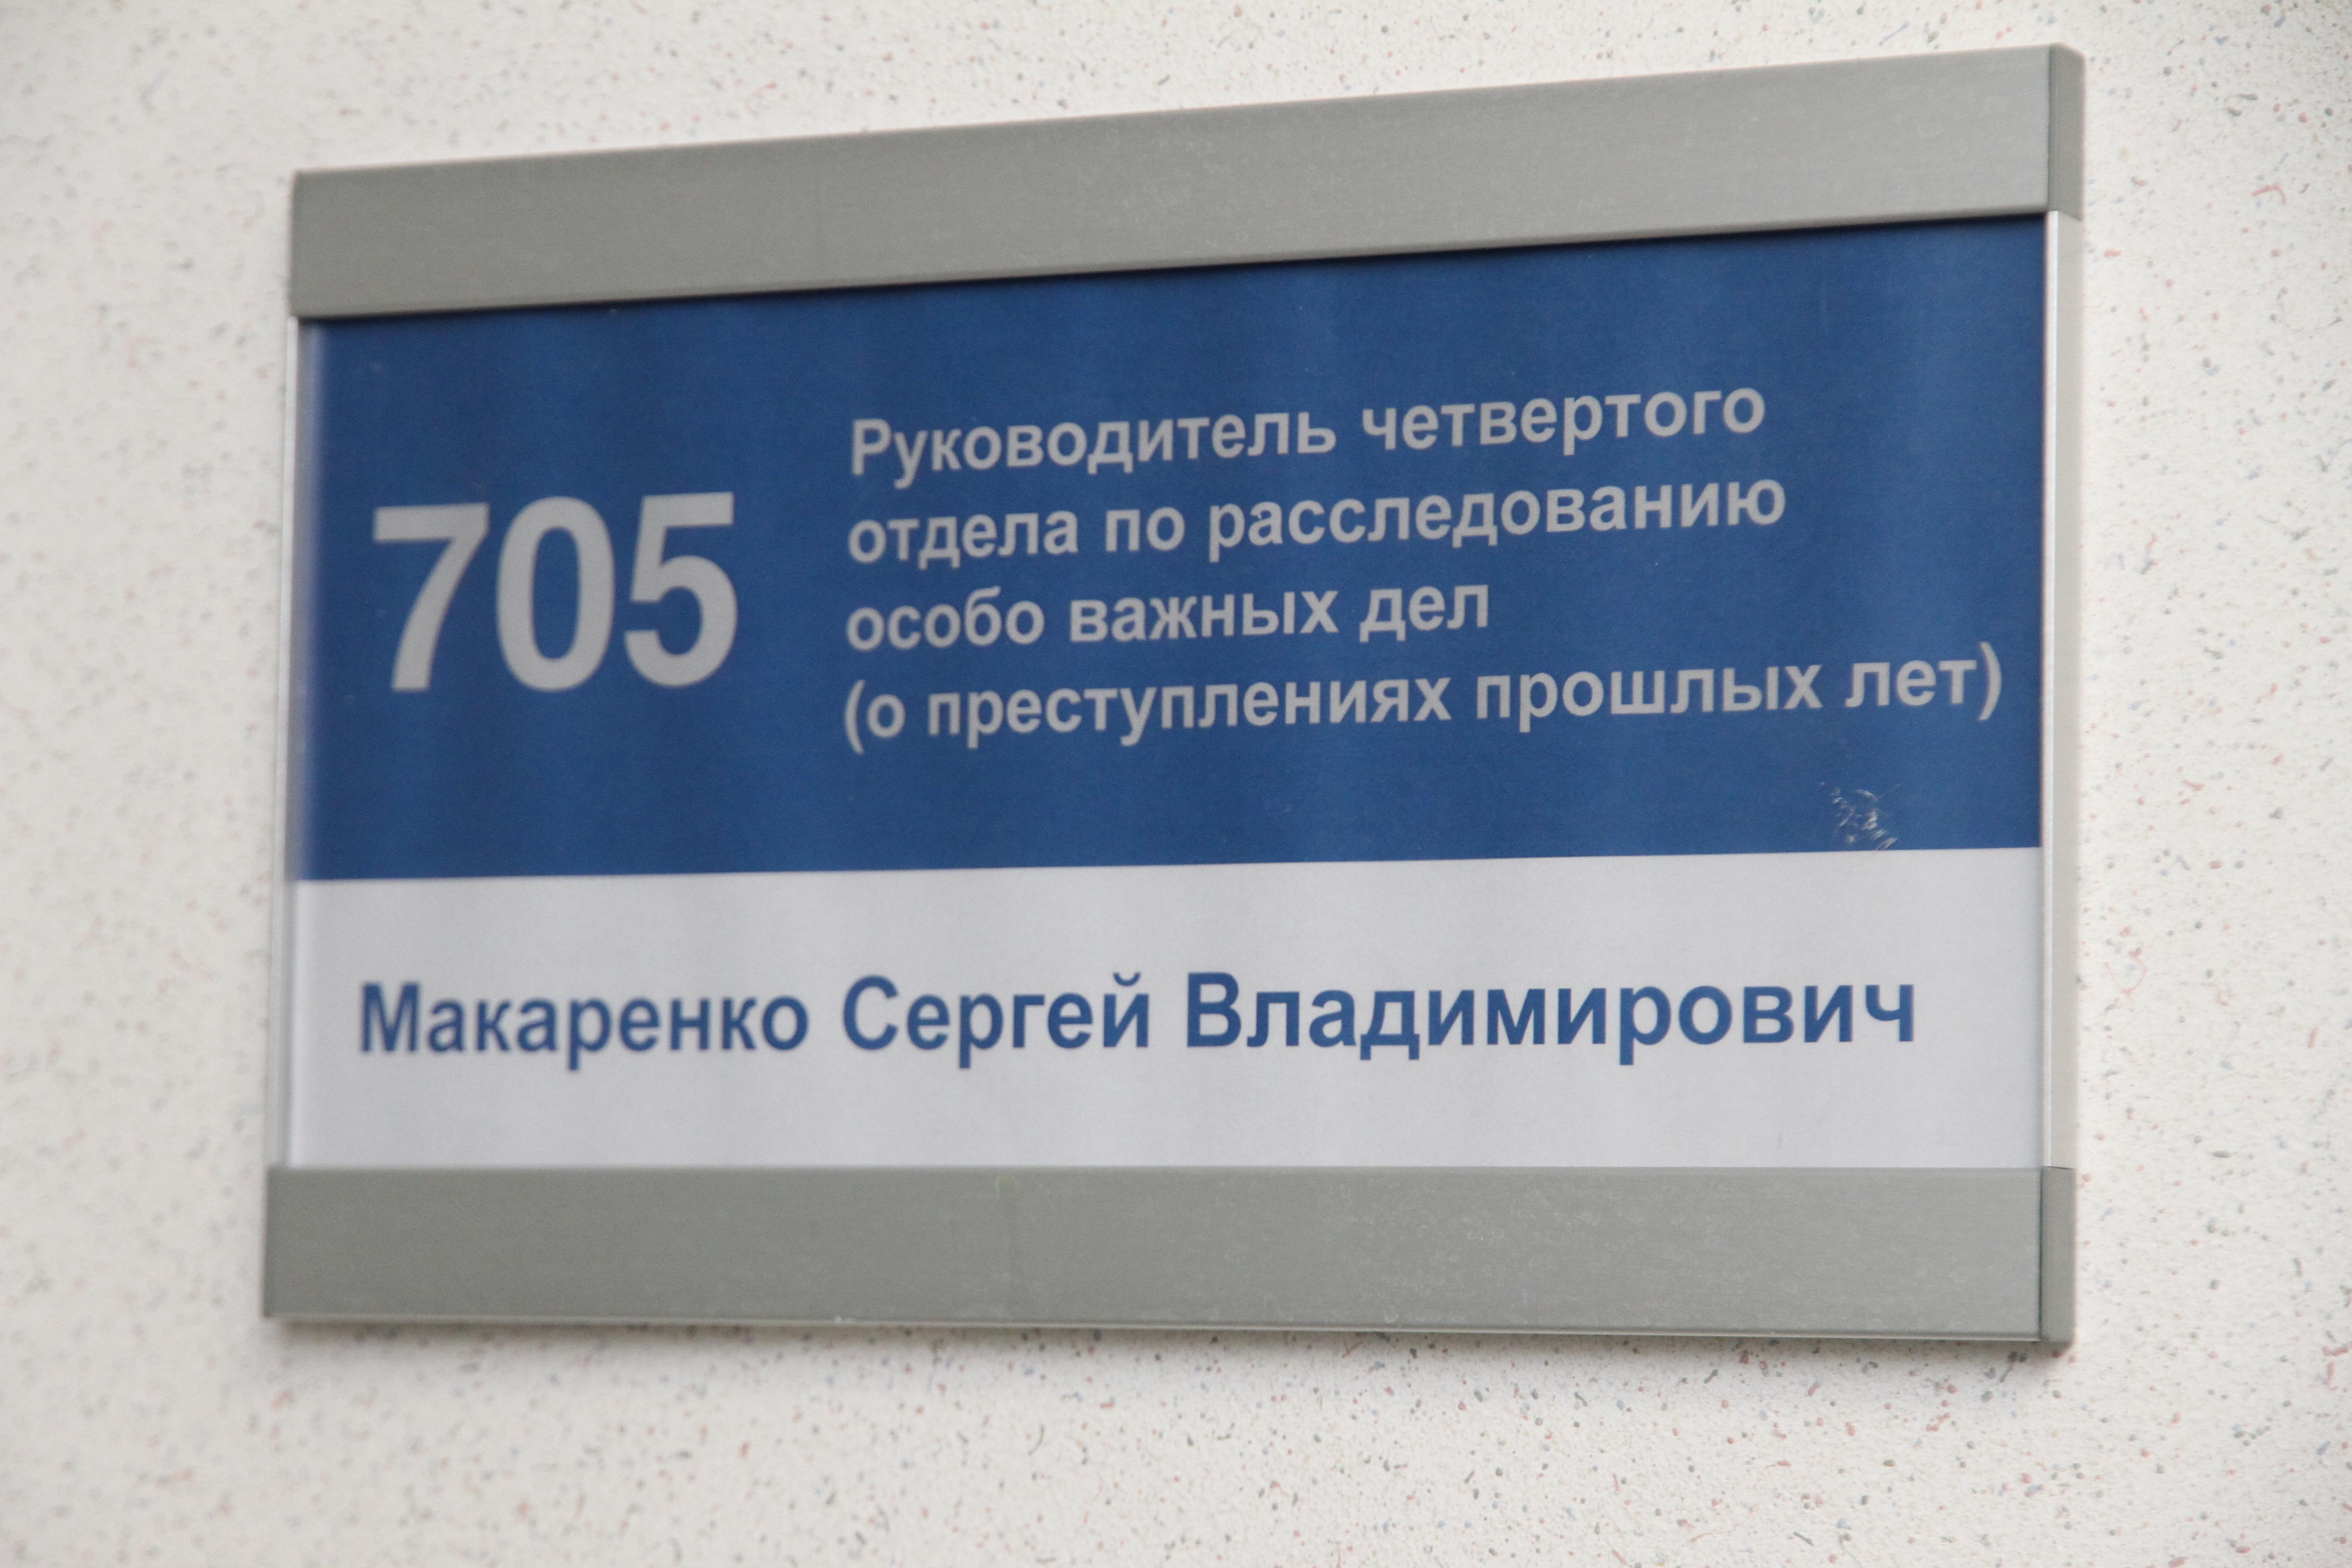 705
Руководитель четвертого
отдела по расследованию
особо важных дел
(о преступлениях прошлых лет)
Макаренко Сергей Владимирович